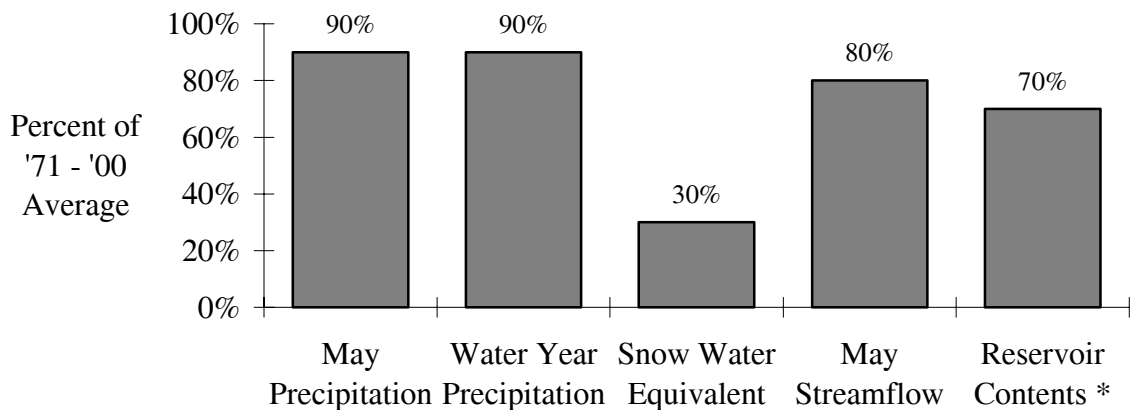 100%
80%
60%
40%
20%
0%
Percent of
'71 - '00
Average
90%
90%
30%
80%
70%
May
Precipitation
Water Year
Precipitation
Snow Water
Equivalent
May
Streamflow
Reservoir
Contents *